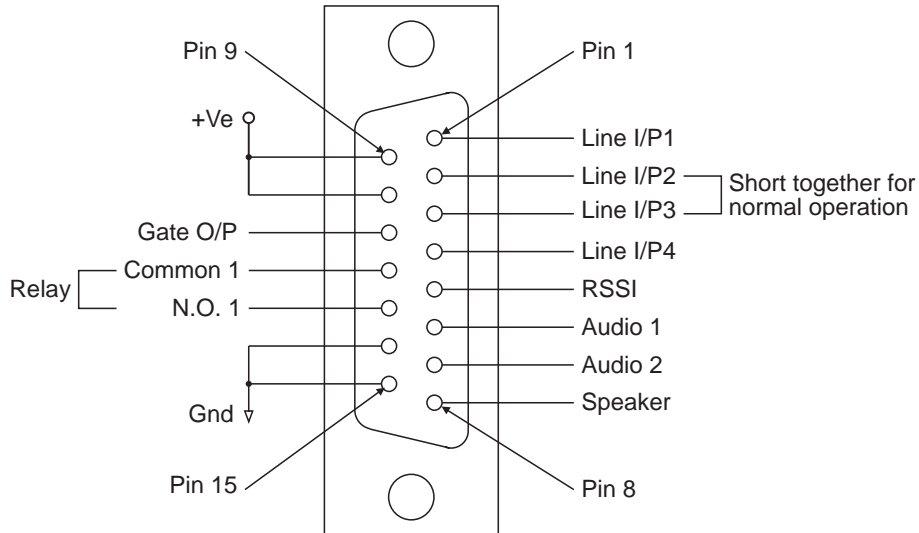 Pin 9
Pin 1
+Ve
Line I/P1
Line I/P2
Short together for
normal operation
Line I/P3
Gate O/P
Line I/P4
Common 1
Relay
RSSI
N.O. 1
Audio 1
Audio 2
Gnd
Speaker
Pin 15
Pin 8